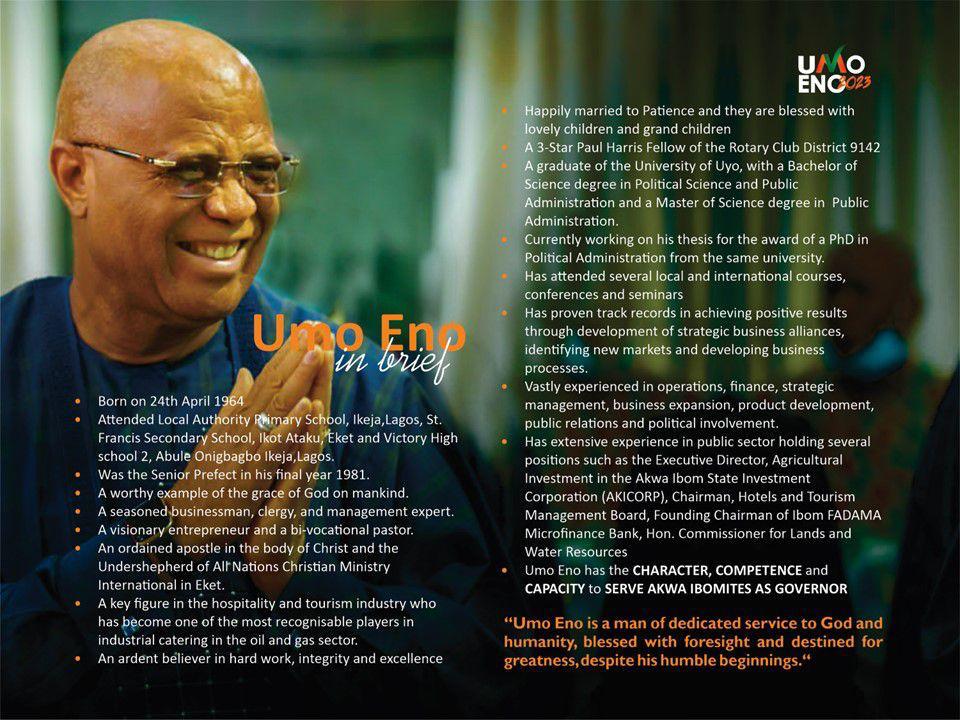 Umo Eno
in brief
• Born on 24th April 1964
• Attended Local Authority Primary School, Ikeja,Lagos, St.
Francis Secondary School, Ikot Ataku, Eket and Victory High
school 2, Abule Onigbagbo Ikeja,Lagos.
• Was the Senior Prefect in his final year 1981.
• A worthy example of the grace of God on mankind.
• A seasoned businessman, clergy, and management expert.
• A visionary entrepreneur and a bi-vocational pastor.
• An ordained apostle in the body of Christ and the
Undershepherd of All Nations Christian Ministry
International in Eket.
• A key figure in the hospitality and tourism industry who
has become one of the most recognisable players in
industrial catering in the oil and gas sector.
• An ardent believer in hard work, integrity and excellence
UMO
ENO 2023
• Happily married to Patience and they are blessed with
lovely children and grand children
• A 3-Star Paul Harris Fellow of the Rotary Club District 9142
• A graduate of the University of Uyo, with a Bachelor of
Science degree in Political Science and Public
Administration and a Master of Science degree in Public
Administration.
• Currently working on his thesis for the award of a PhD in
Political Administration from the same university.
• Has attended several local and international courses,
conferences and seminars
• Has proven track records in achieving positive results
through development of strategic business alliances,
identifying new markets and developing business
processes.
• Vastly experienced in operations, finance, strategic
management, business expansion, product development,
public relations and political involvement.
• Has extensive experience in public sector holding several
positions such as the Executive Director, Agricultural
Investment in the Akwa Ibom State Investment
Corporation (AKICORP), Chairman, Hotels and Tourism
Management Board, Founding Chairman of Ibom FADAMA
Microfinance Bank, Hon. Commissioner for Lands and
Water Resources
• Umo Eno has the CHARACTER, COMPETENCE and
CAPACITY to SERVE AKWA IBOMITES AS GOVERNOR
“Umo Eno is a man of dedicated service to God and
humanity, blessed with foresight and destined for
greatness, despite his humble beginnings.“